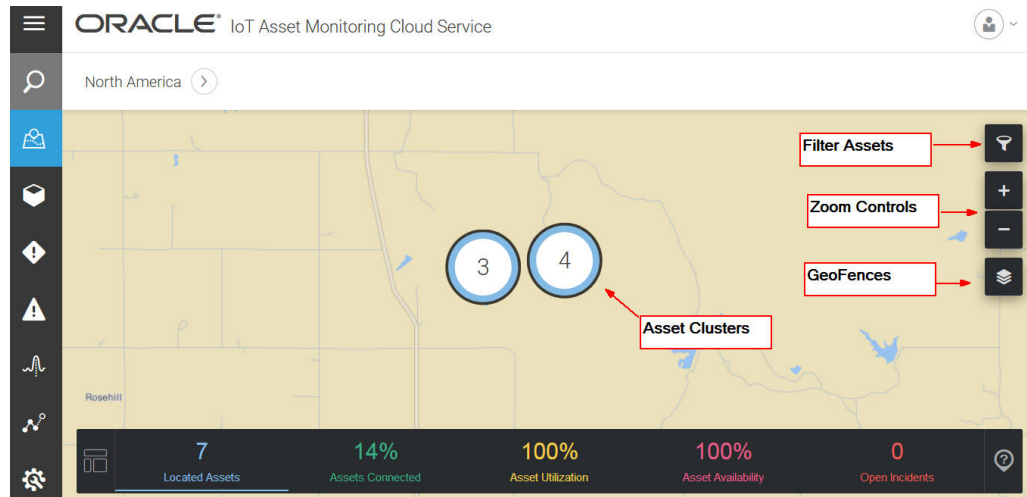 ORACLE® IoT Asset Monitoring Cloud Service
North America
Filter Assets
Zoom Controls
3
4
GeoFences
Asset Clusters
Rosehill
7
14%
100%
100%
0
Located Assets
Assets Connected
Asset Utilization
Asset Availability
Open Incidents